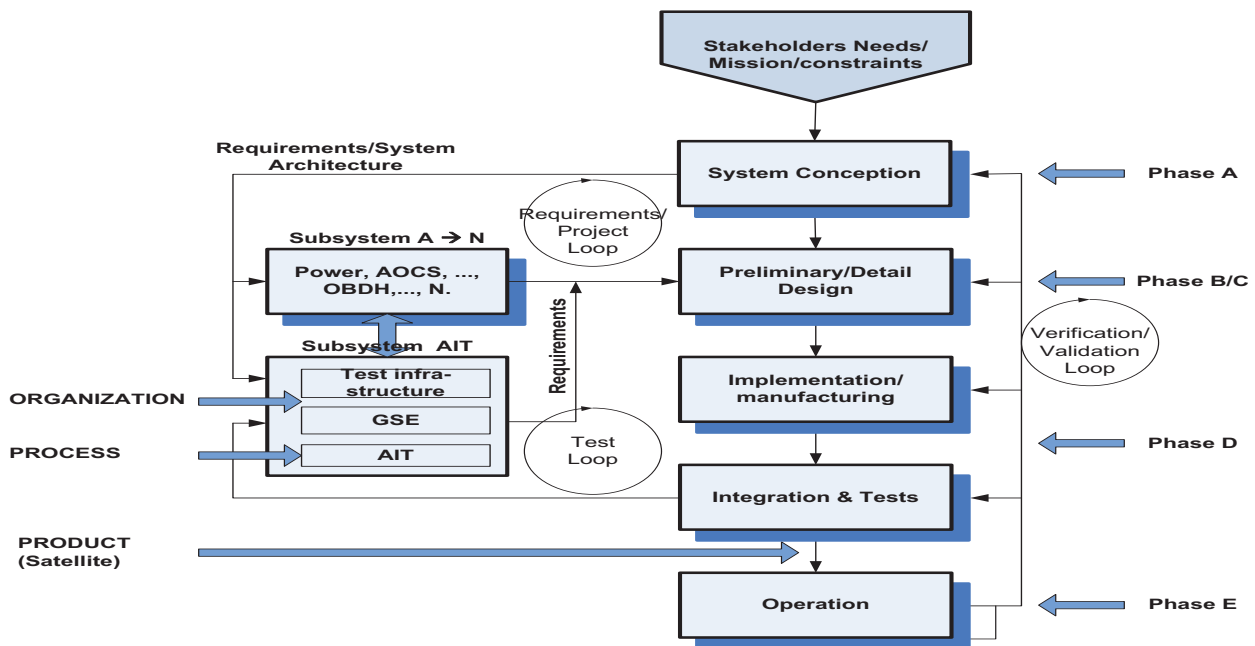 Stakeholders Needs/
Mission/constraints
Requirements/System
Architecture
System Conception
Phase A
Requirements/
Project
Loop
Subsystem A → N
Power, AOCS, ...,
OBDH,..., N.
Preliminary/Detail
Design
Phase B/C
Requirements
Verification/
Validation
Loop
Subsystem AIT
Test infra-
structure
GSE
AIT
ORGANIZATION
PROCESS
Implementation/
manufacturing
Test
Loop
Phase D
Integration & Tests
PRODUCT
(Satellite)
Operation
Phase E